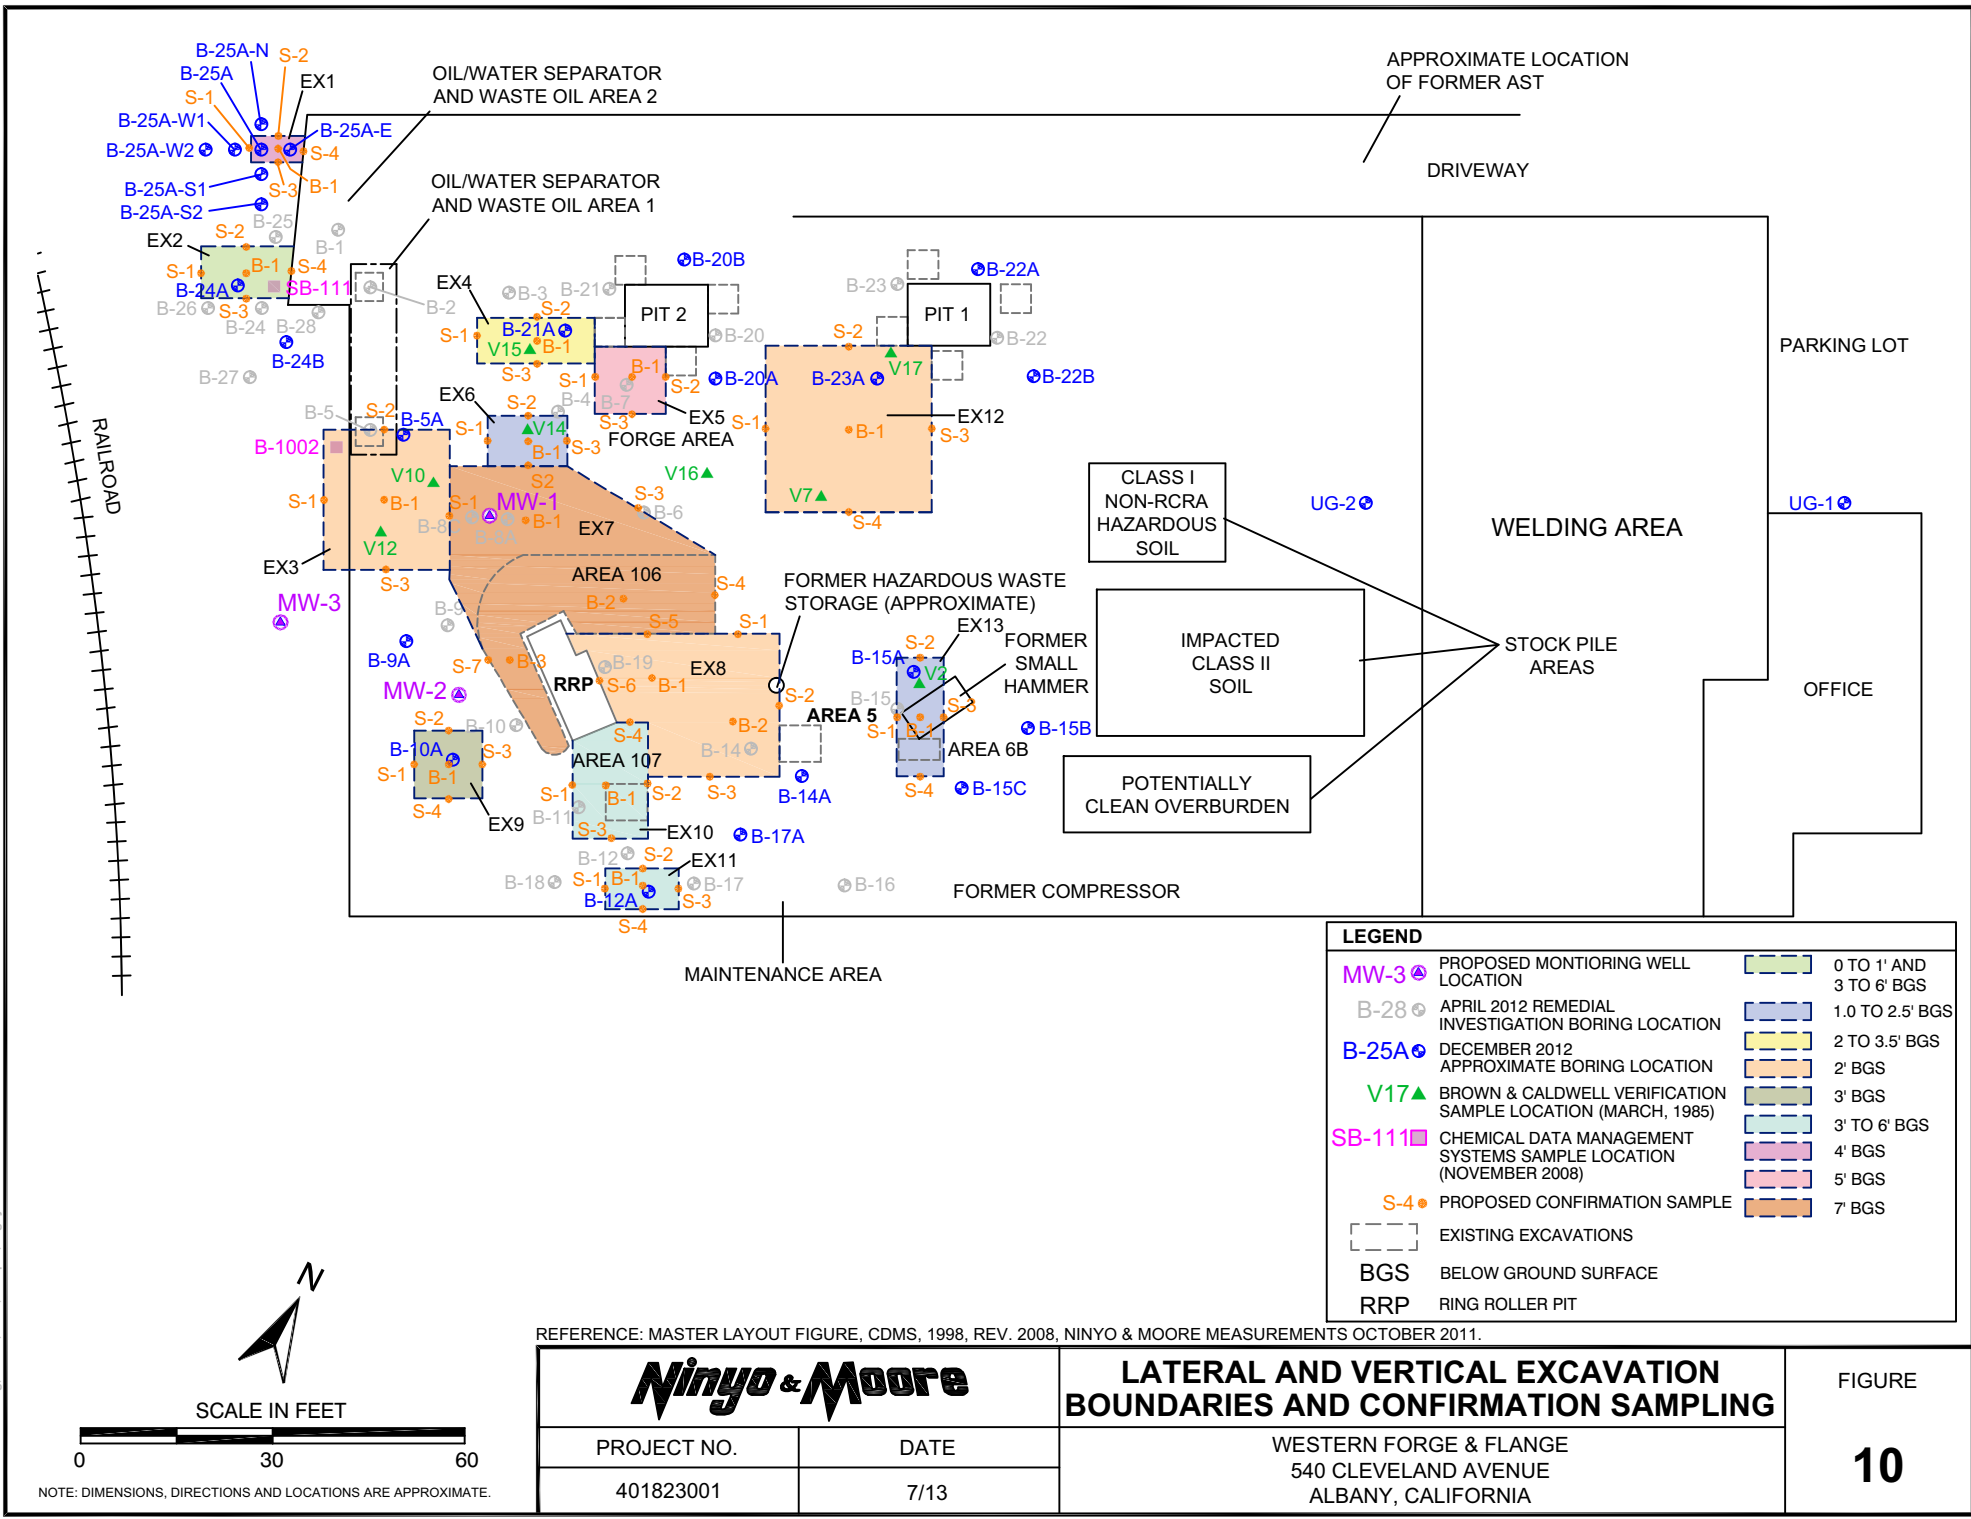 B-25A-N
S-2
B-25A
EX1
S-1
B-25A-W1
B-25A-E
B-25A-W2
S-4
B-25A-S1
S-3
B-1
B-25A-S2
OIL/WATER SEPARATOR
AND WASTE OIL AREA 2
OIL/WATER SEPARATOR
AND WASTE OIL AREA 1
APPROXIMATE LOCATION
OF FORMER AST
DRIVEWAY
B-25
B-1
EX2
S-2
S-1
B-1
S-4
B-24A
SB-111
B-26
S-3
B-24
B-28
B-24B
B-27
B-2
EX4
B-3
B-21
B-20B
S-2
S-1
B-21A
V15
B-1
S-3
PIT 2
B-20
B-23
B-22A
PIT 1
B-22
S-2
V17
B-23A
B-22B
EX12
S-1
B-1
S-3
V7
S-4
PARKING LOT
S-1
B-1
S-2
B-20A
B-7
S-3
EX5
FORGE AREA
EX6
B-4
S-2
S-1
V14
B-1
S-3
S2
V16
B-5
S-2
B-5A
B-1002
V10
S-1
B-1
V12
EX3
S-3
RAILROAD
S-1
MW-1
B-8
B-8A
B-1
EX7
S-3
B-6
AREA 106
B-2
S-4
MW-3
B-9
B-9A
MW-2
S-7
B-3
RRP
S-5
S-1
B-19
EX8
S-6
B-1
S-2
B-2
S-4
B-14
S-3
B-14A
FORMER HAZARDOUS WASTE
STORAGE (APPROXIMATE)
EX13
FORMER
SMALL
HAMMER
S-2
B-15A
V2
B-15
S-3
AREA 5
S-1
B-1
B-15B
AREA 6B
S-4
B-15C
CLASS I
NON-RCRA
HAZARDOUS
SOIL
IMPACTED
CLASS II
SOIL
POTENTIALLY
CLEAN OVERBURDEN
STOCK PILE
AREAS
UG-2
WELDING AREA
UG-1
OFFICE
S-2
B-10
B-10A
S-3
S-1
B-1
S-4
EX9
AREA 107
S-1
B-1
S-2
B-11
S-3
EX10
B-17A
B-12
S-2
EX11
B-18
S-1
B-1
B-17
B-12A
S-3
S-4
B-16
FORMER COMPRESSOR
MAINTENANCE AREA
LEGEND
MW-3 PROPOSED MONTIORING WELL
LOCATION
B-28 APRIL 2012 REMEDIAL
INVESTIGATION BORING LOCATION
B-25A DECEMBER 2012
APPROXIMATE BORING LOCATION
V17 BROWN & CALDWELL VERIFICATION
SAMPLE LOCATION (MARCH, 1985)
SB-111 CHEMICAL DATA MANAGEMENT
SYSTEMS SAMPLE LOCATION
(NOVEMBER 2008)
S-4 PROPOSED CONFIRMATION SAMPLE
EXISTING EXCAVATIONS
BGS BELOW GROUND SURFACE
RRP RING ROLLER PIT
0 TO 1' AND
3 TO 6' BGS
1.0 TO 2.5' BGS
2 TO 3.5' BGS
2' BGS
3' BGS
3' TO 6' BGS
4' BGS
5' BGS
7' BGS
N
SCALE IN FEET
0 30 60
NOTE: DIMENSIONS, DIRECTIONS AND LOCATIONS ARE APPROXIMATE.
REFERENCE: MASTER LAYOUT FIGURE, CDMS, 1998, REV. 2008, NINYO & MOORE MEASUREMENTS OCTOBER 2011.
Ninyo & Moore
PROJECT NO. DATE
401823001 7/13
LATERAL AND VERTICAL EXCAVATION
BOUNDARIES AND CONFIRMATION SAMPLING
WESTERN FORGE & FLANGE
540 CLEVELAND AVENUE
ALBANY, CALIFORNIA
FIGURE
10